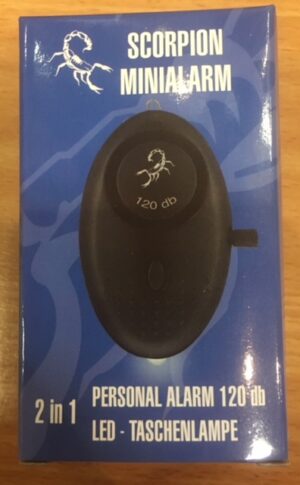 SCORPION
MINIALARM
120 db
2 in 1
PERSONAL ALARM 120 db
LED - TASCHENLAMPE